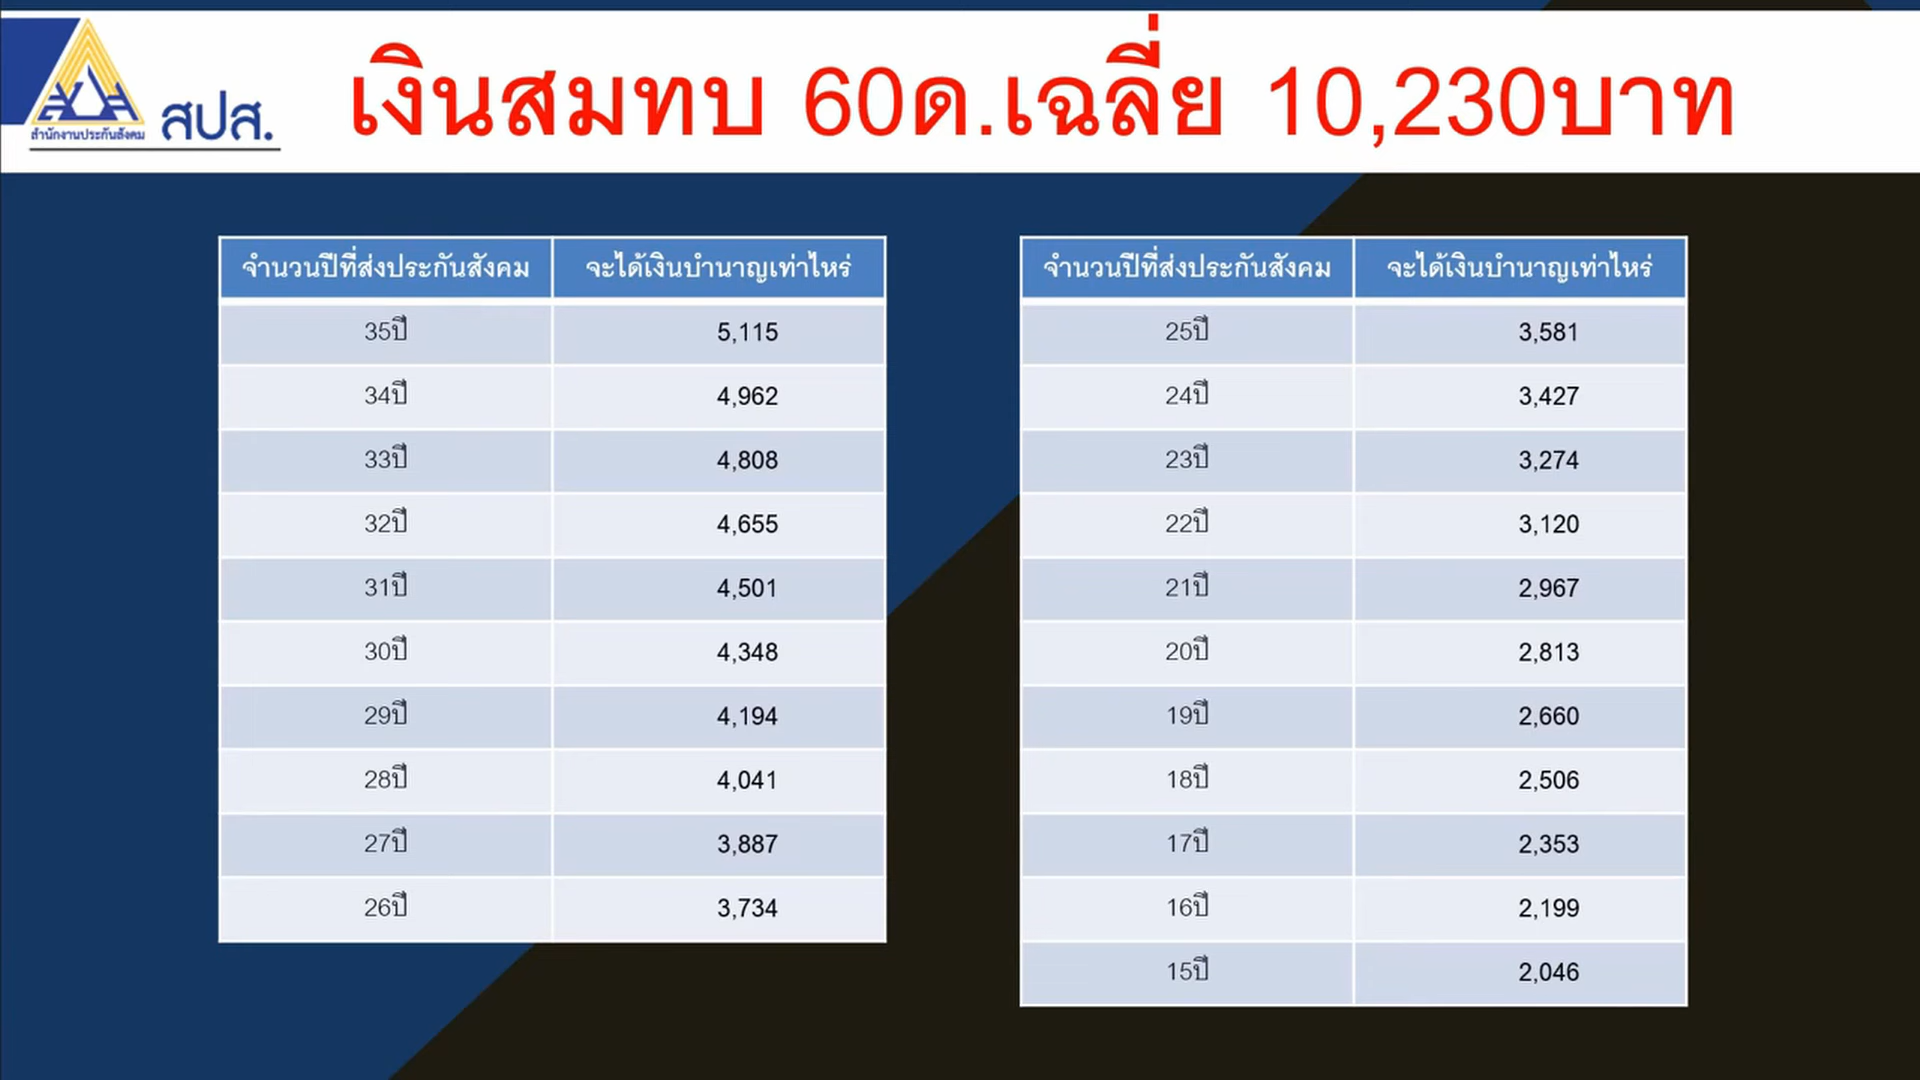 สำนักงานประกันสังคม
สปส.
เงินสมทบ 60ด.เฉลี่ย 10,230บาท
จำนวนปีที่ส่งประกันสังคม จะได้เงินบำนาญเท่าไหร่
35ปี 5,115
34ปี 4,962
33ปี 4,808
32ปี 4,655
31ปี 4,501
30ปี 4,348
29ปี 4,194
28ปี 4,041
27ปี 3,887
26ปี 3,734
จำนวนปีที่ส่งประกันสังคม จะได้เงินบำนาญเท่าไหร่
25ปี 3,581
24ปี 3,427
23ปี 3,274
22ปี 3,120
21ปี 2,967
20ปี 2,813
19ปี 2,660
18ปี 2,506
17ปี 2,353
16ปี 2,199
15ปี 2,046